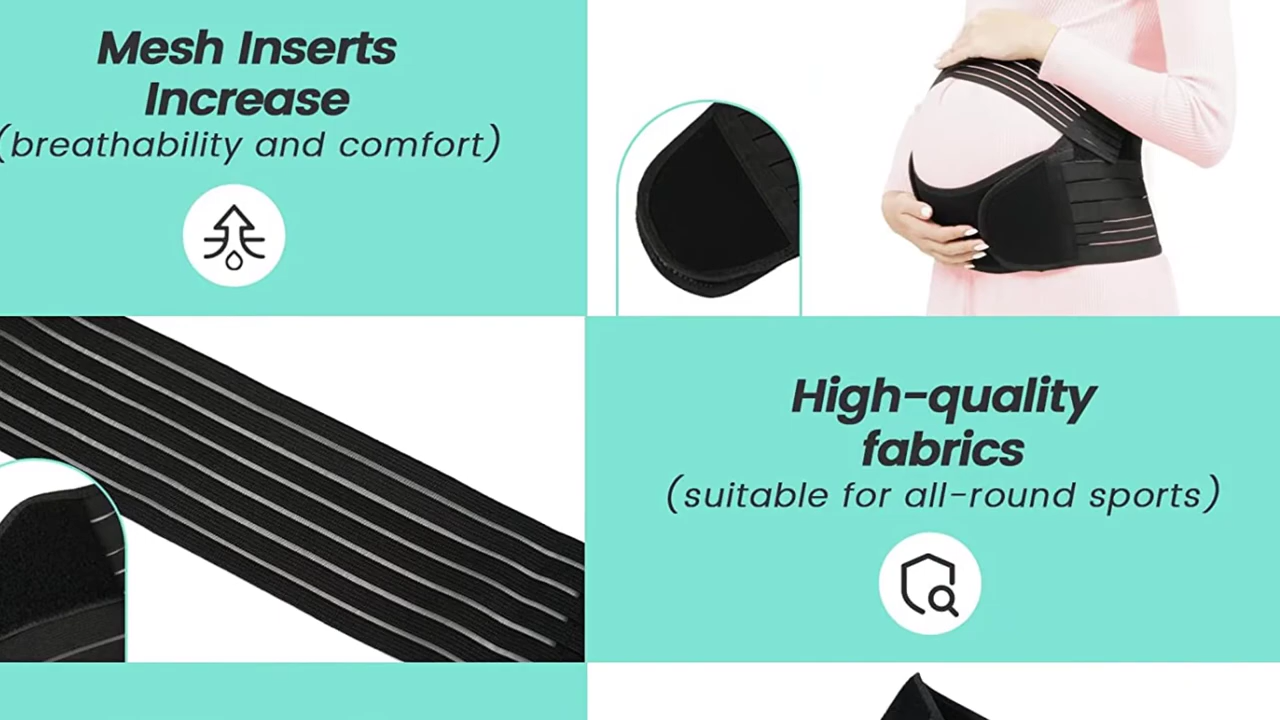 Mesh Inserts
Increase
(breathability and comfort)
High-quality
fabrics
(suitable for all-round sports)